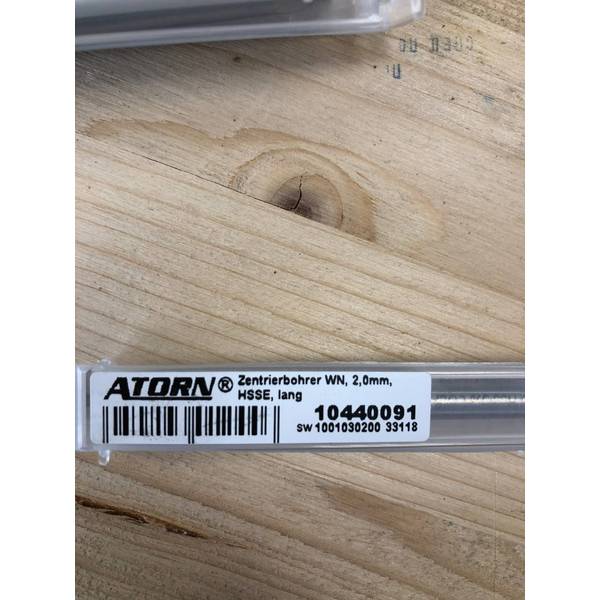 ATORN®
Zentrierbohrer WN, 2,0mm,
HSSE, lang
10440091
SW 1001030200 33118